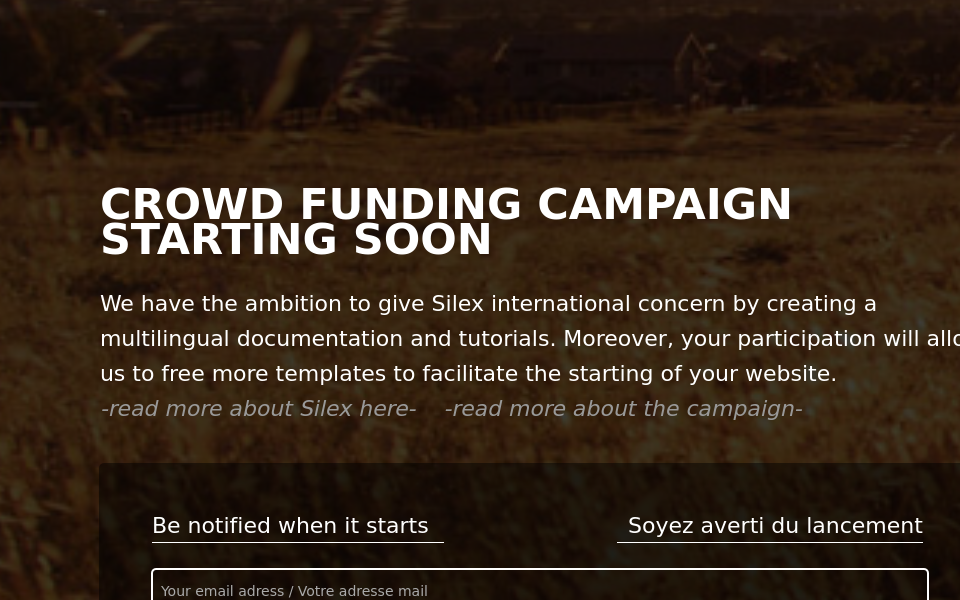 CROWD FUNDING CAMPAIGN
STARTING SOON
We have the ambition to give Silex international concern by creating a
multilingual documentation and tutorials. Moreover, your participation will
us to free more templates to facilitate the starting of your website.
-read more about Silex here- -read more about the campaign-
Be notified when it starts Soyez averti du lancement
Your email adress / Votre adresse mail